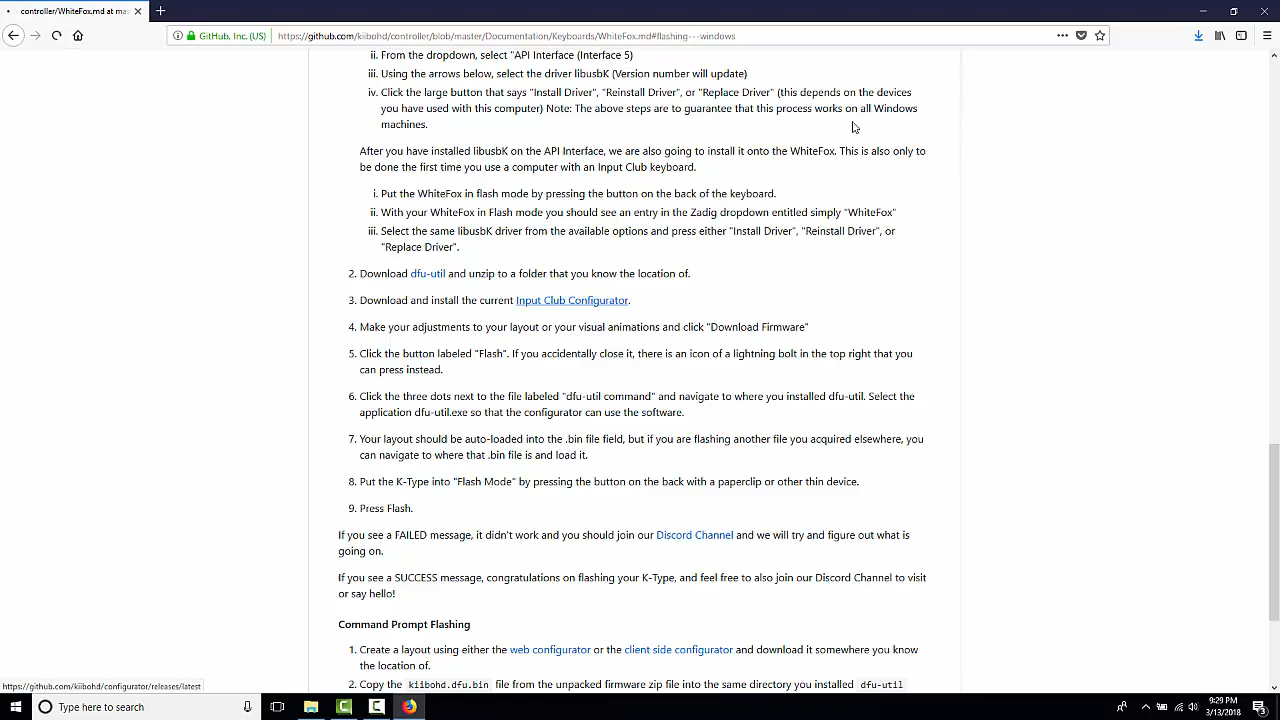 controller/WhiteFox.md at mas
GitHub, Inc. (US)
https://github.com/kiibohd/controller/blob/master/Documentation/Keyboards/WhiteFox.md#flashing---windows
ii. From the dropdown, select "API Interface (Interface 5)
iii. Using the arrows below, select the driver libusbK (Version number will update)
iv. Click the large button that says "Install Driver", "Reinstall Driver", or "Replace Driver" (this depends on the devices
you have used with this computer) Note: The above steps are to guarantee that this process works on all Windows
machines.
After you have installed libusbK on the API Interface, we are also going to install it onto the WhiteFox. This is also only to
be done the first time you use a computer with an Input Club keyboard.
i. Put the WhiteFox in flash mode by pressing the button on the back of the keyboard.
ii. With your WhiteFox in Flash mode you should see an entry in the Zadig dropdown entitled simply "WhiteFox"
iii. Select the same libusbK driver from the available options and press either "Install Driver", "Reinstall Driver", or
"Replace Driver".
2. Download dfu-util and unzip to a folder that you know the location of.
3. Download and install the current Input Club Configurator.
4. Make your adjustments to your layout or your visual animations and click "Download Firmware"
5. Click the button labeled "Flash". If you accidentally close it, there is an icon of a lightning bolt in the top right that you
can press instead.
6. Click the three dots next to the file labeled "dfu-util command" and navigate to where you installed dfu-util. Select the
application dfu-util.exe so that the configurator can use the software.
7. Your layout should be auto-loaded into the .bin file field, but if you are flashing another file you acquired elsewhere, you
can navigate to where that .bin file is and load it.
8. Put the K-Type into "Flash Mode" by pressing the button on the back with a paperclip or other thin device.
9. Press Flash.
If you see a FAILED message, it didn't work and you should join our Discord Channel and we will try and figure out what is
going on.
If you see a SUCCESS message, congratulations on flashing your K-Type, and feel free to also join our Discord Channel to visit
or say hello!
Command Prompt Flashing
1. Create a layout using either the web configurator or the client side configurator and download it somewhere you know
the location of.
2. Copy the kiibohd.dfu.bin file from the unpacked firmware zip file into the same directory you installed dfu-util
https://github.com/kiibohd/configurator/releases/latest
Type here to search
9:29 PM
3/13/2018
3